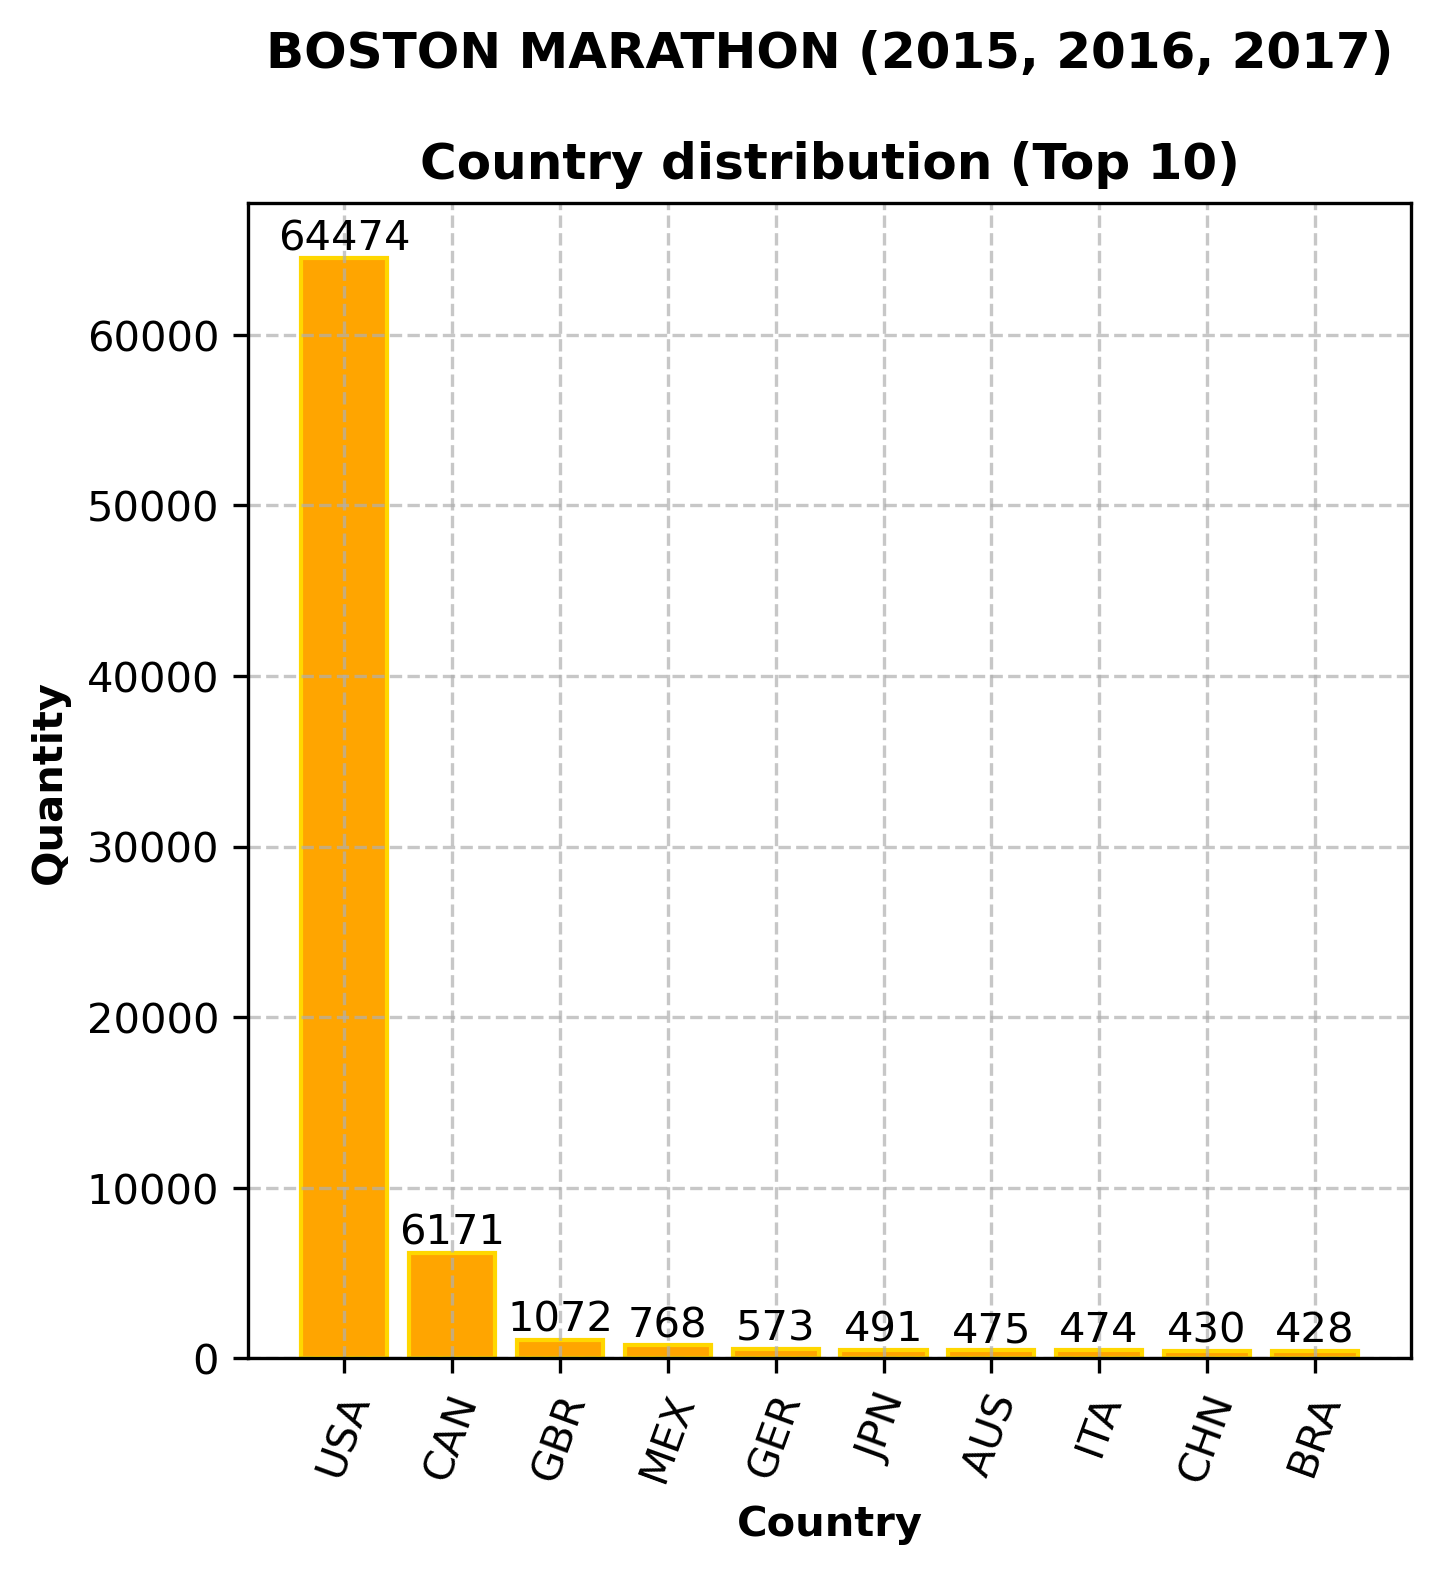 BOSTON MARATHON (2015, 2016, 2017)
Country distribution (Top 10)
64474
6171
1072
768
573
491
475
474
430
428
60000
50000
40000
30000
20000
10000
0
Quantity
USA
CAN
GBR
MEX
GER
JPN
AUS
ITA
CHN
BRA
Country